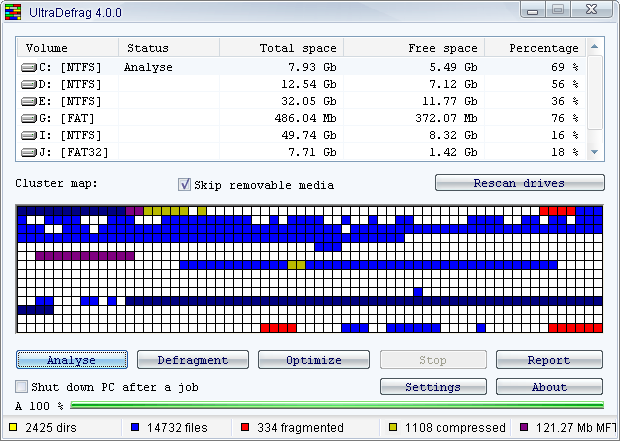 UltraDefrag 4.0.0
Volume Status Total space Free space Percentage
C: [NTFS] Analyse 7.93 Gb 5.49 Gb 69 %
D: [NTFS] 12.54 Gb 7.12 Gb 56 %
E: [NTFS] 32.05 Gb 11.77 Gb 36 %
G: [FAT] 486.04 Mb 372.07 Mb 76 %
I: [NTFS] 49.74 Gb 8.32 Gb 16 %
J: [FAT32] 7.71 Gb 1.42 Gb 18 %
Cluster map: Skip removable media Rescan drives
Analyse Defragment Optimize Stop Report
Shut down PC after a job Settings About
A 100 %
2425 dirs 14732 files 334 fragmented 1108 compressed 121.27 Mb MFT